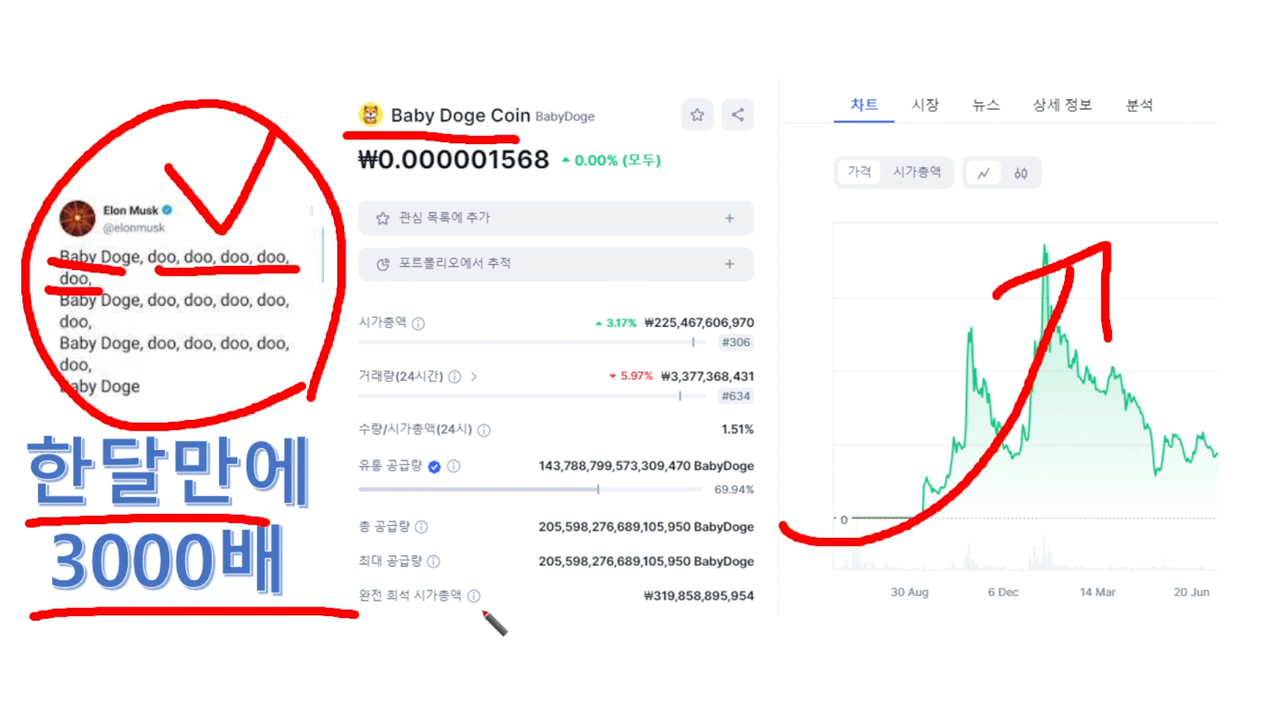 Elon Musk
@elonmusk
Baby Doge, doo, doo, doo, doo,
doo,
Baby Doge, doo, doo, doo, doo,
doo,
Baby Doge, doo, doo, doo, doo,
doo,
Baby Doge
한달만에
3000배
Baby Doge Coin BabyDoge
₩0.000001568 0.00% (모두)
관심 목록에 추가 +
포트폴리오에서 추적 +
시가총액 3.17% ₩225,467,606,970
#306
거래량(24시간) 5.97% ₩3,377,368,431
#634
수량/시가총액(24시) 1.51%
유통 공급량 143,788,799,573,309,470 BabyDoge
69.94%
총 공급량 205,598,276,689,105,950 BabyDoge
최대 공급량 205,598,276,689,105,950 BabyDoge
완전 희석 시가총액 ₩319,858,895,954
차트 시장 뉴스 상세 정보 분석
가격 시가총액
0
30 Aug 6 Dec 14 Mar 20 Jun